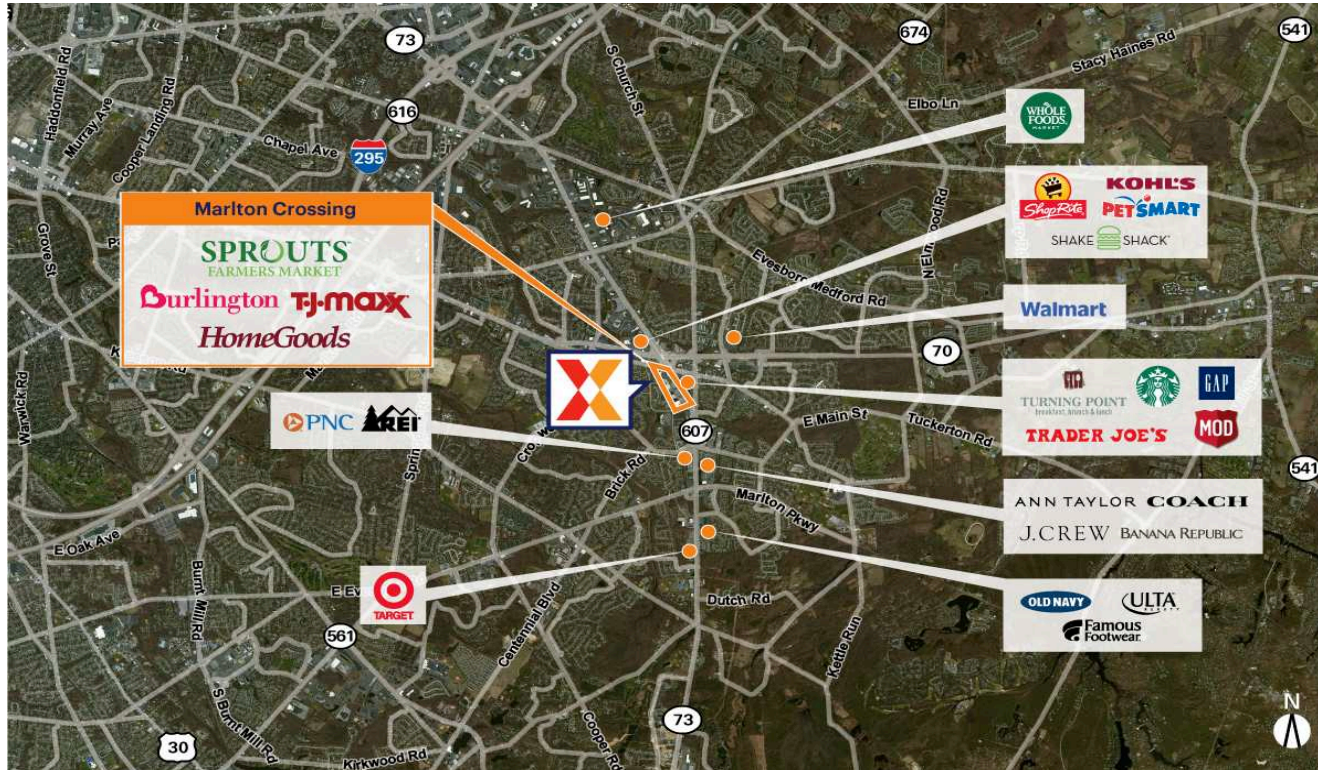 73
674
541
Haddonfield Rd
Murray Ave
Cooper Landing Rd
616
Chapel Ave
295
S Church St
Stacy Haines Rd
Elbo Ln
WHOLE
FOODS
MARKET
Marlton Crossing
SPROUTS
FARMERS MARKET
Burlington T·J·maxx
HomeGoods
Grove St
N Elmwood Rd
Evesboro Medford Rd
ShopRite KOHL'S
PETSMART
SHAKE SHACK
Walmart
70
Warwick Rd
PNC REI
607
E Main St
Tuckerton Rd
TURNING POINT
breakfast, brunch & lunch
GAP
TRADER JOE'S MOD
541
Brick Rd
Marlton Pkwy
ANN TAYLOR COACH
J.CREW BANANA REPUBLIC
E Oak Ave
Burnt Mill Rd
TARGET
561
Centennial Blvd
Dutch Rd
Kettle Run
OLD NAVY ULTA
BEAUTY
Famous
Footwear
S Burnt Mill Rd
30
Kirkwood Rd
Cooper Rd
73
N